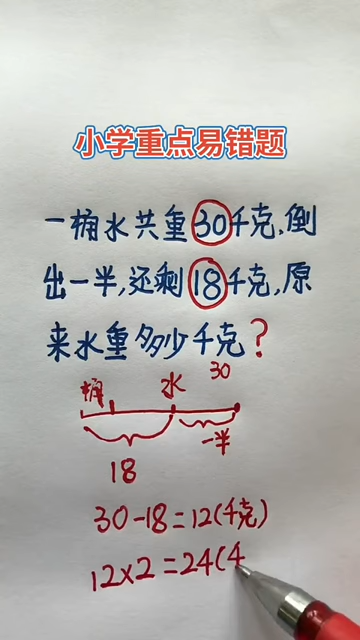 小学重点易错题
一桶水共重30千克,倒
出一半,还剩18千克,原
来水重多少千克?
30
桶 水
一半
18
30-18=12(千克)
12×2=24(千